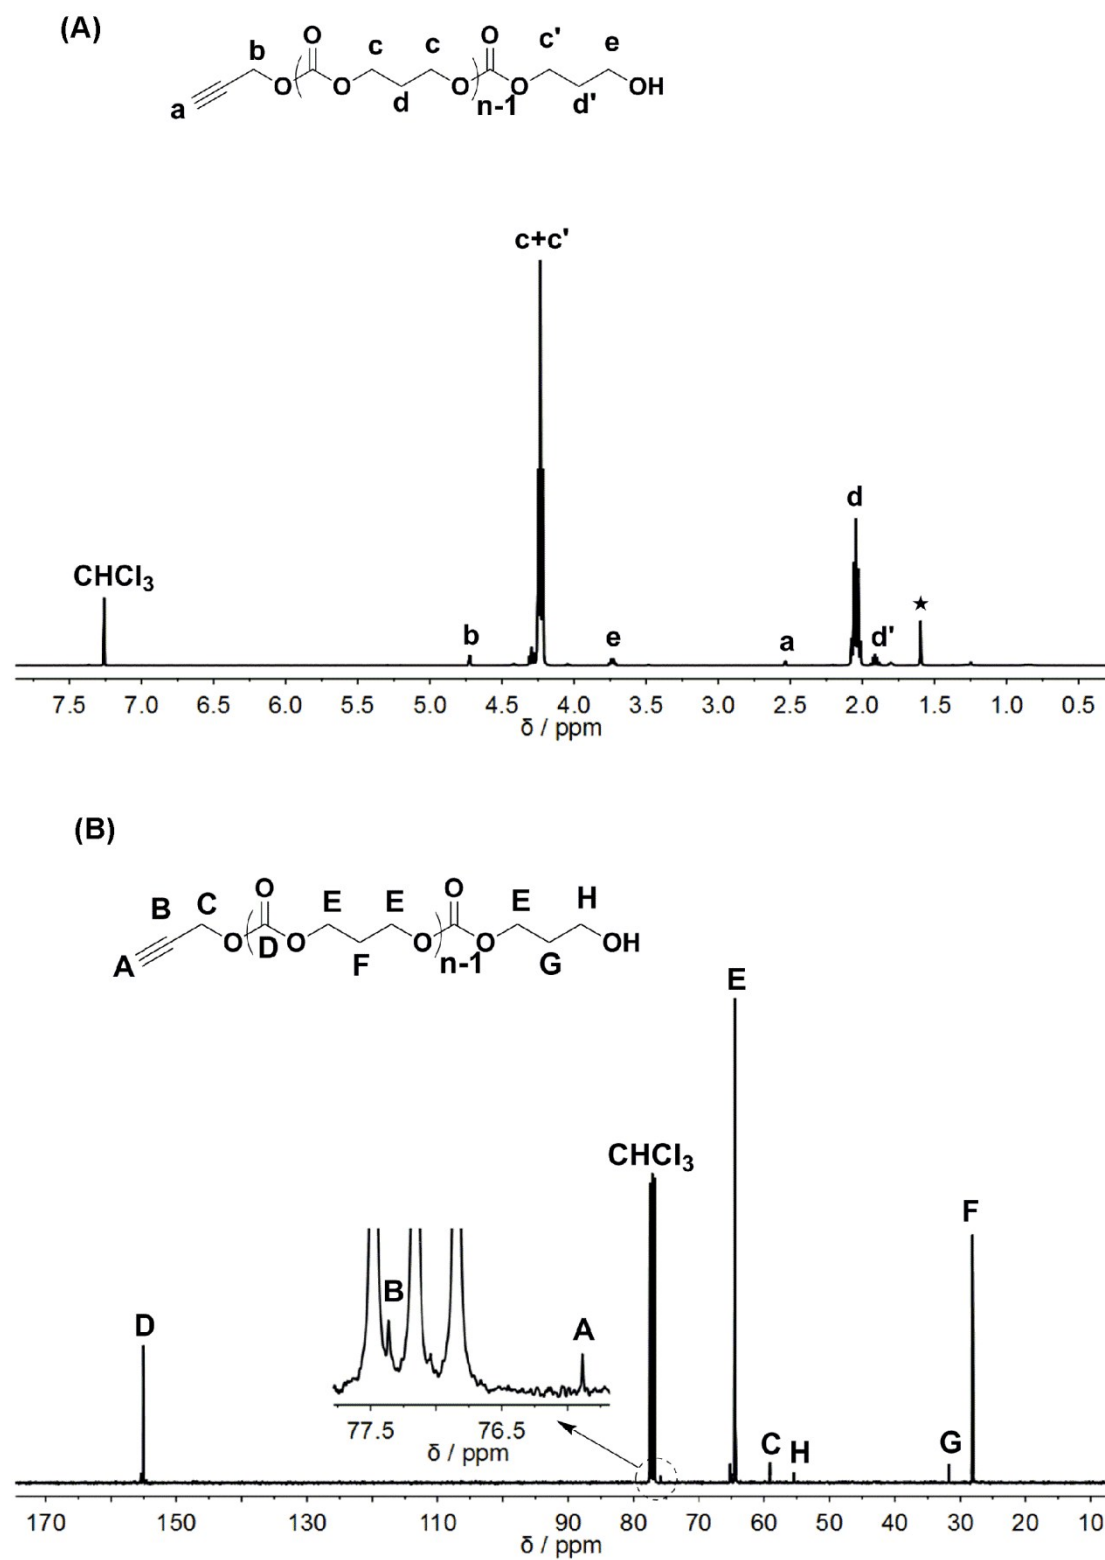 (A)
b O c c O c' e
O O O O OH
a d n-1 d'
c+c'
d
CHCl3
★
b e a d'
7.5 7.0 6.5 6.0 5.5 5.0 4.5 4.0 3.5 3.0 2.5 2.0 1.5 1.0 0.5
δ / ppm
(B)
B C O E E O E H
O O O O OH
A D F n-1 G
E
CHCl3
F
D B A
77.5 76.5
δ / ppm
C H G
170 150 130 110 90 80 70 60 50 40 30 20 10
δ / ppm